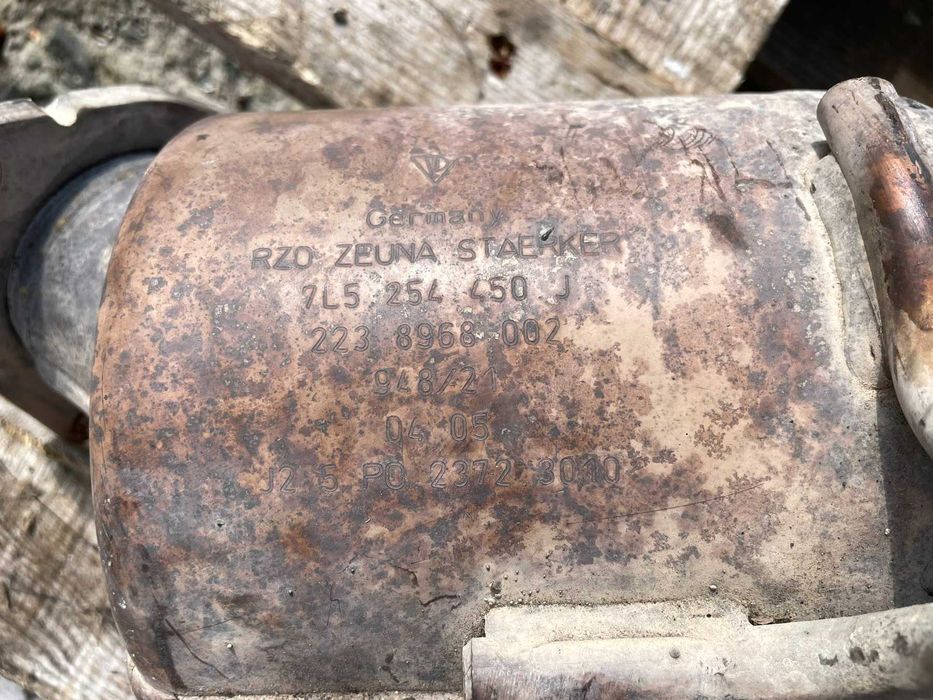 Germany
RZO ZEUNA STAERKER
7L5 254 450 J
223 8968 002
948/21
04 05
J2 5 PO 2372 3010